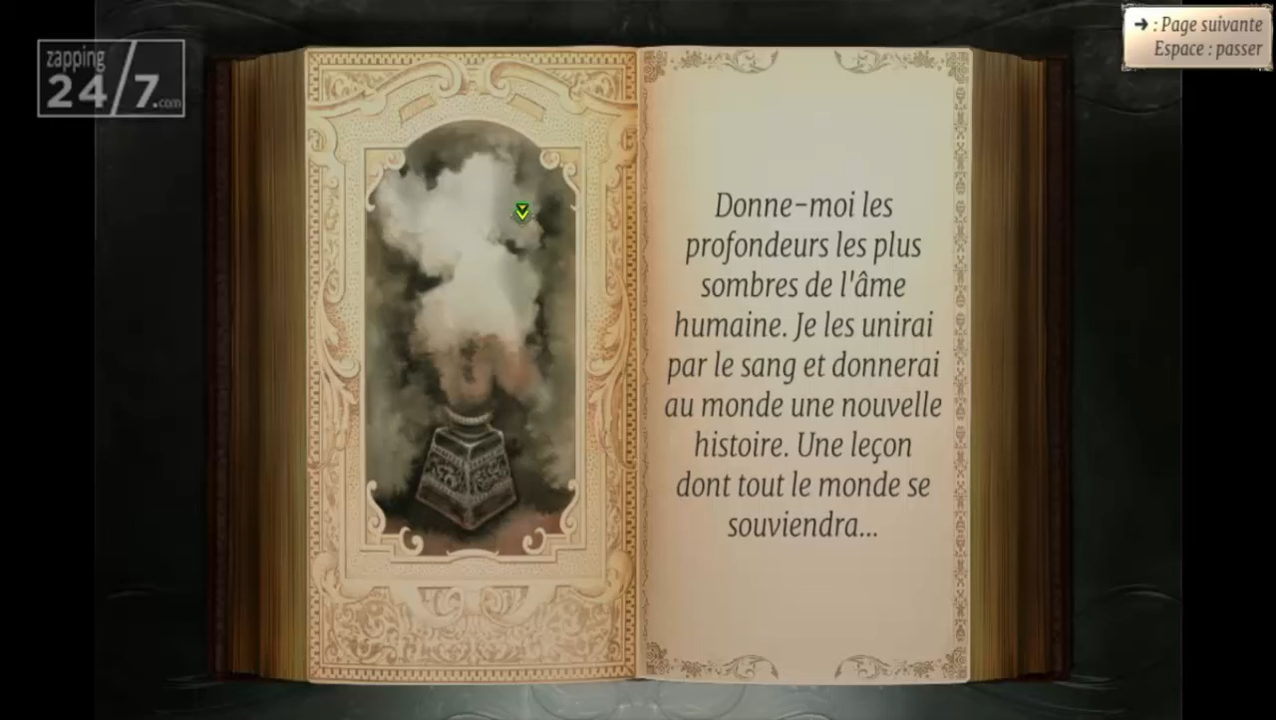 zapping
24/7.com
➔ : Page suivante
Espace : passer
Donne-moi les
profondeurs les plus
sombres de l'âme
humaine. Je les unirai
par le sang et donnerai
au monde une nouvelle
histoire. Une leçon
dont tout le monde se
souviendra...